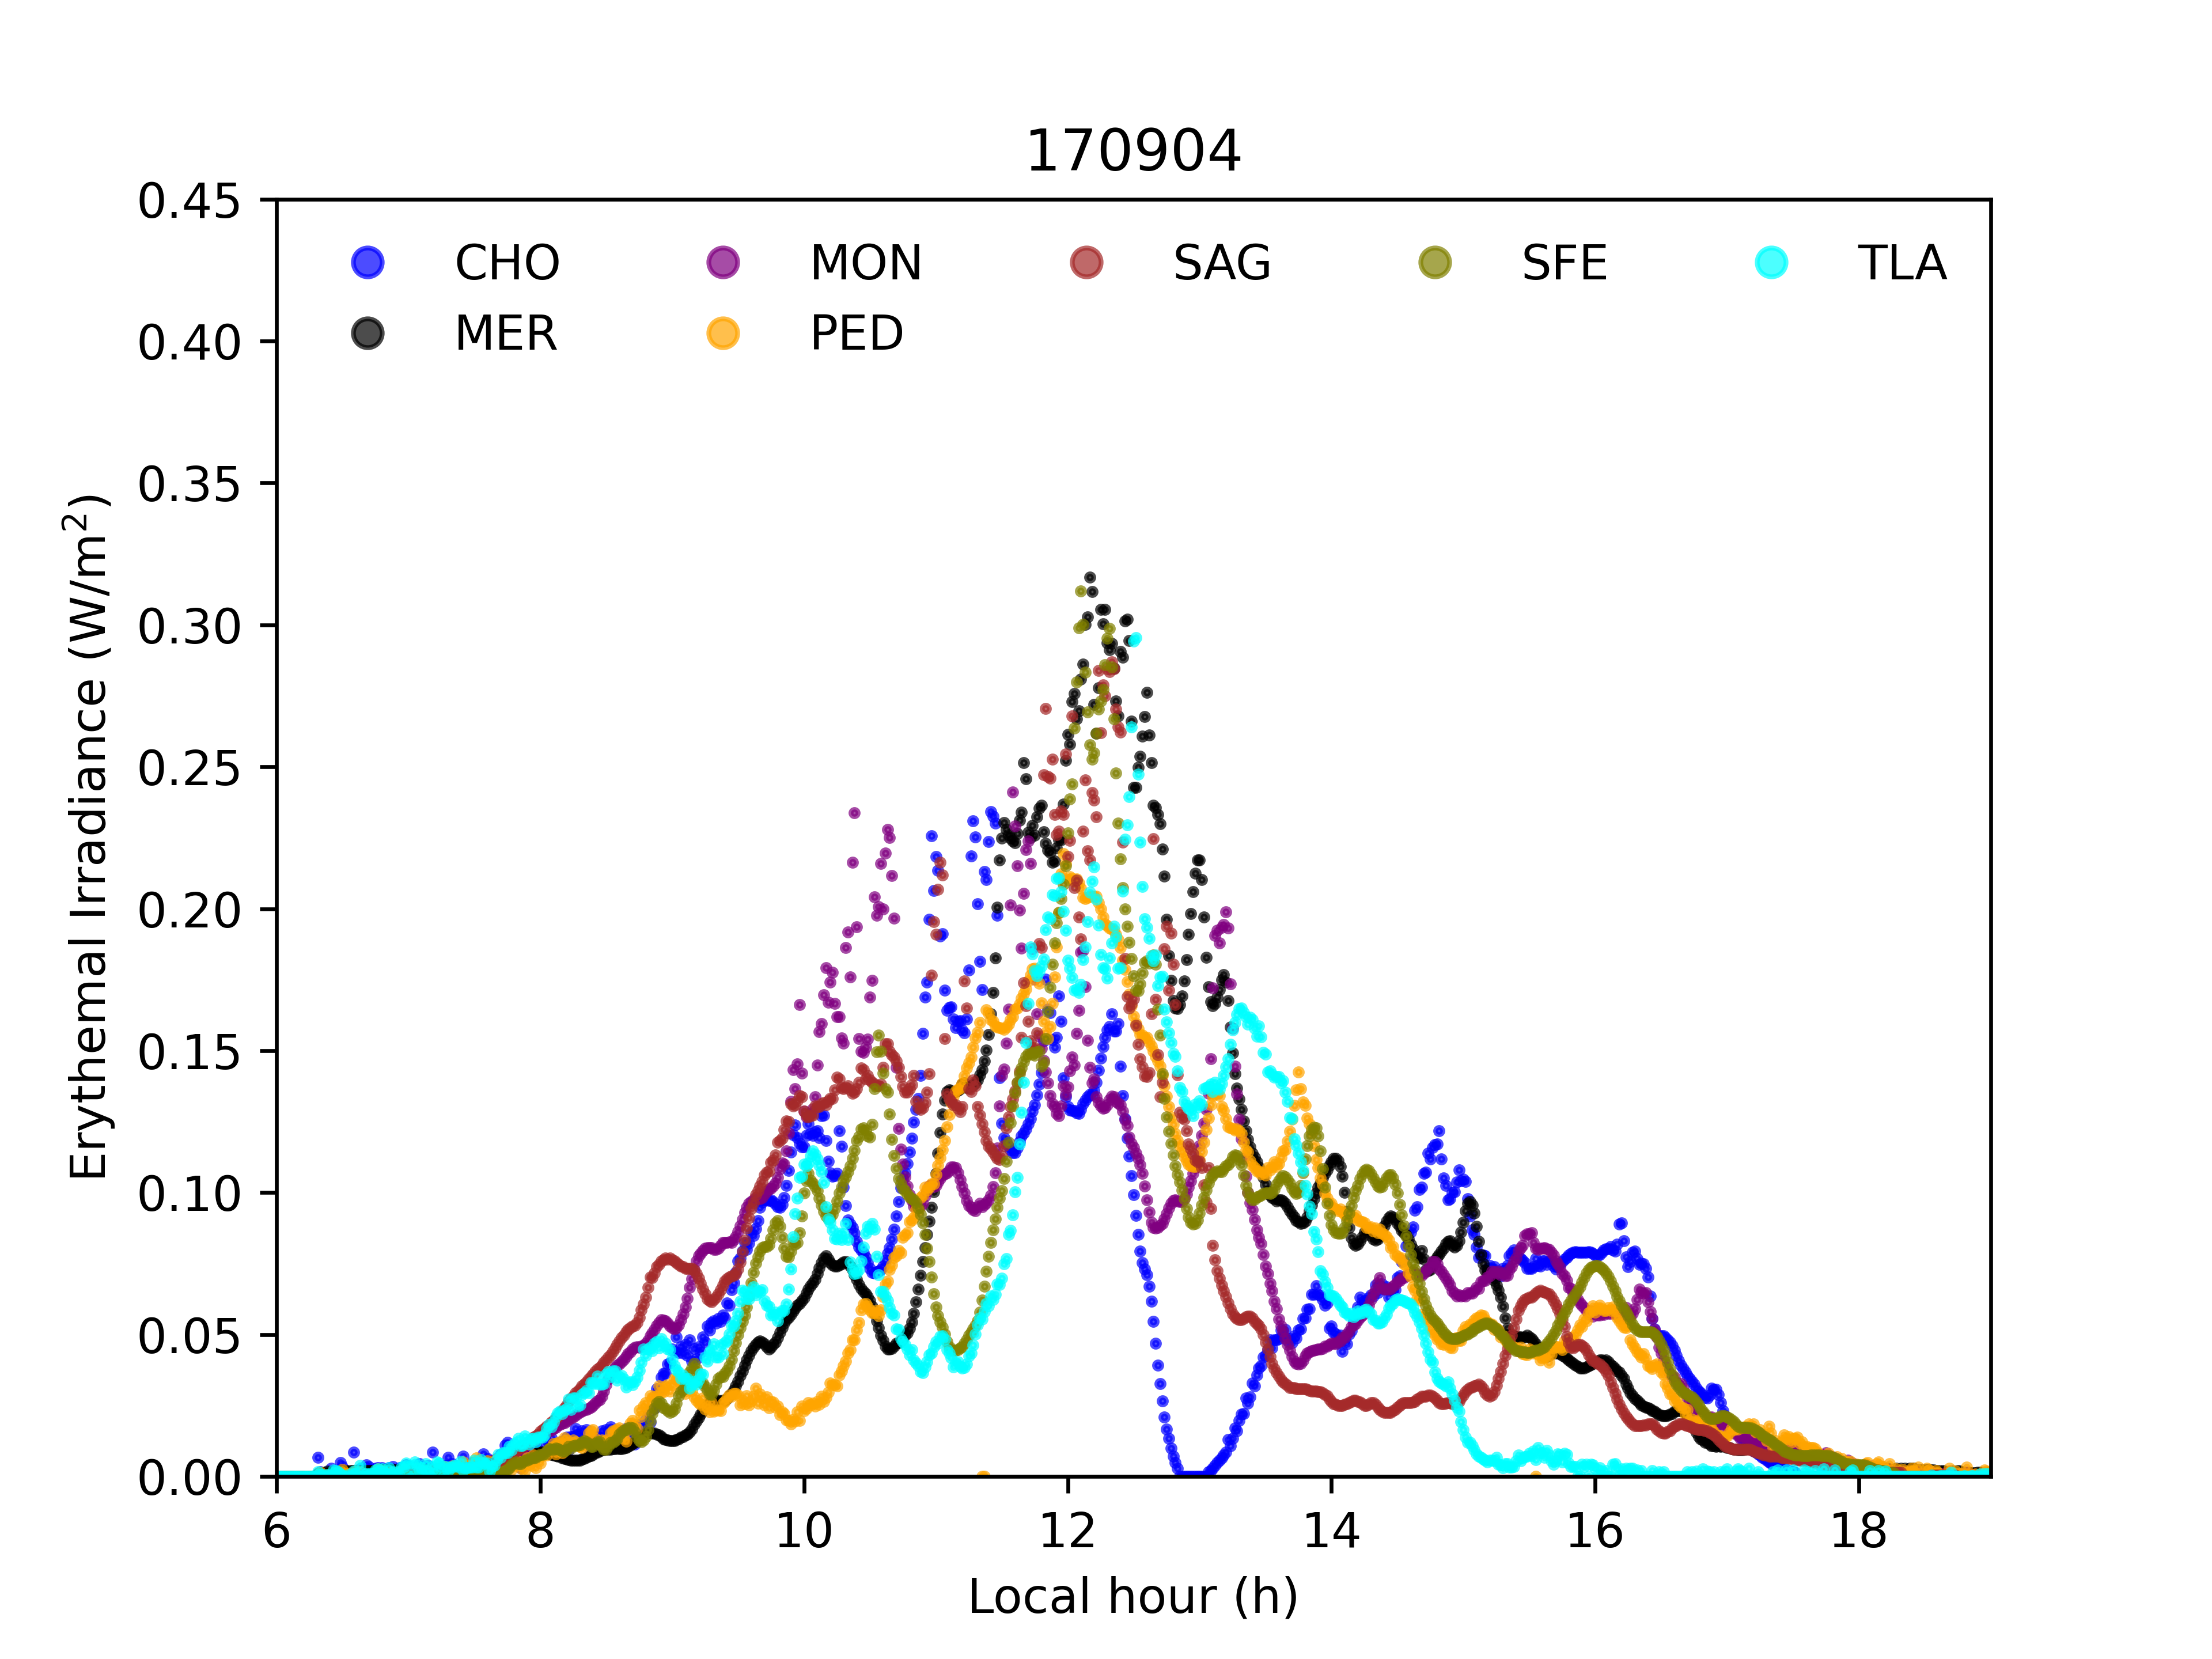 170904
0.45
CHO MON SAG SFE TLA
MER PED
0.40
0.35
0.30
0.25
0.20
0.15
0.10
0.05
0.00
Erythemal Irradiance (W/m²)
6 8 10 12 14 16 18
Local hour (h)